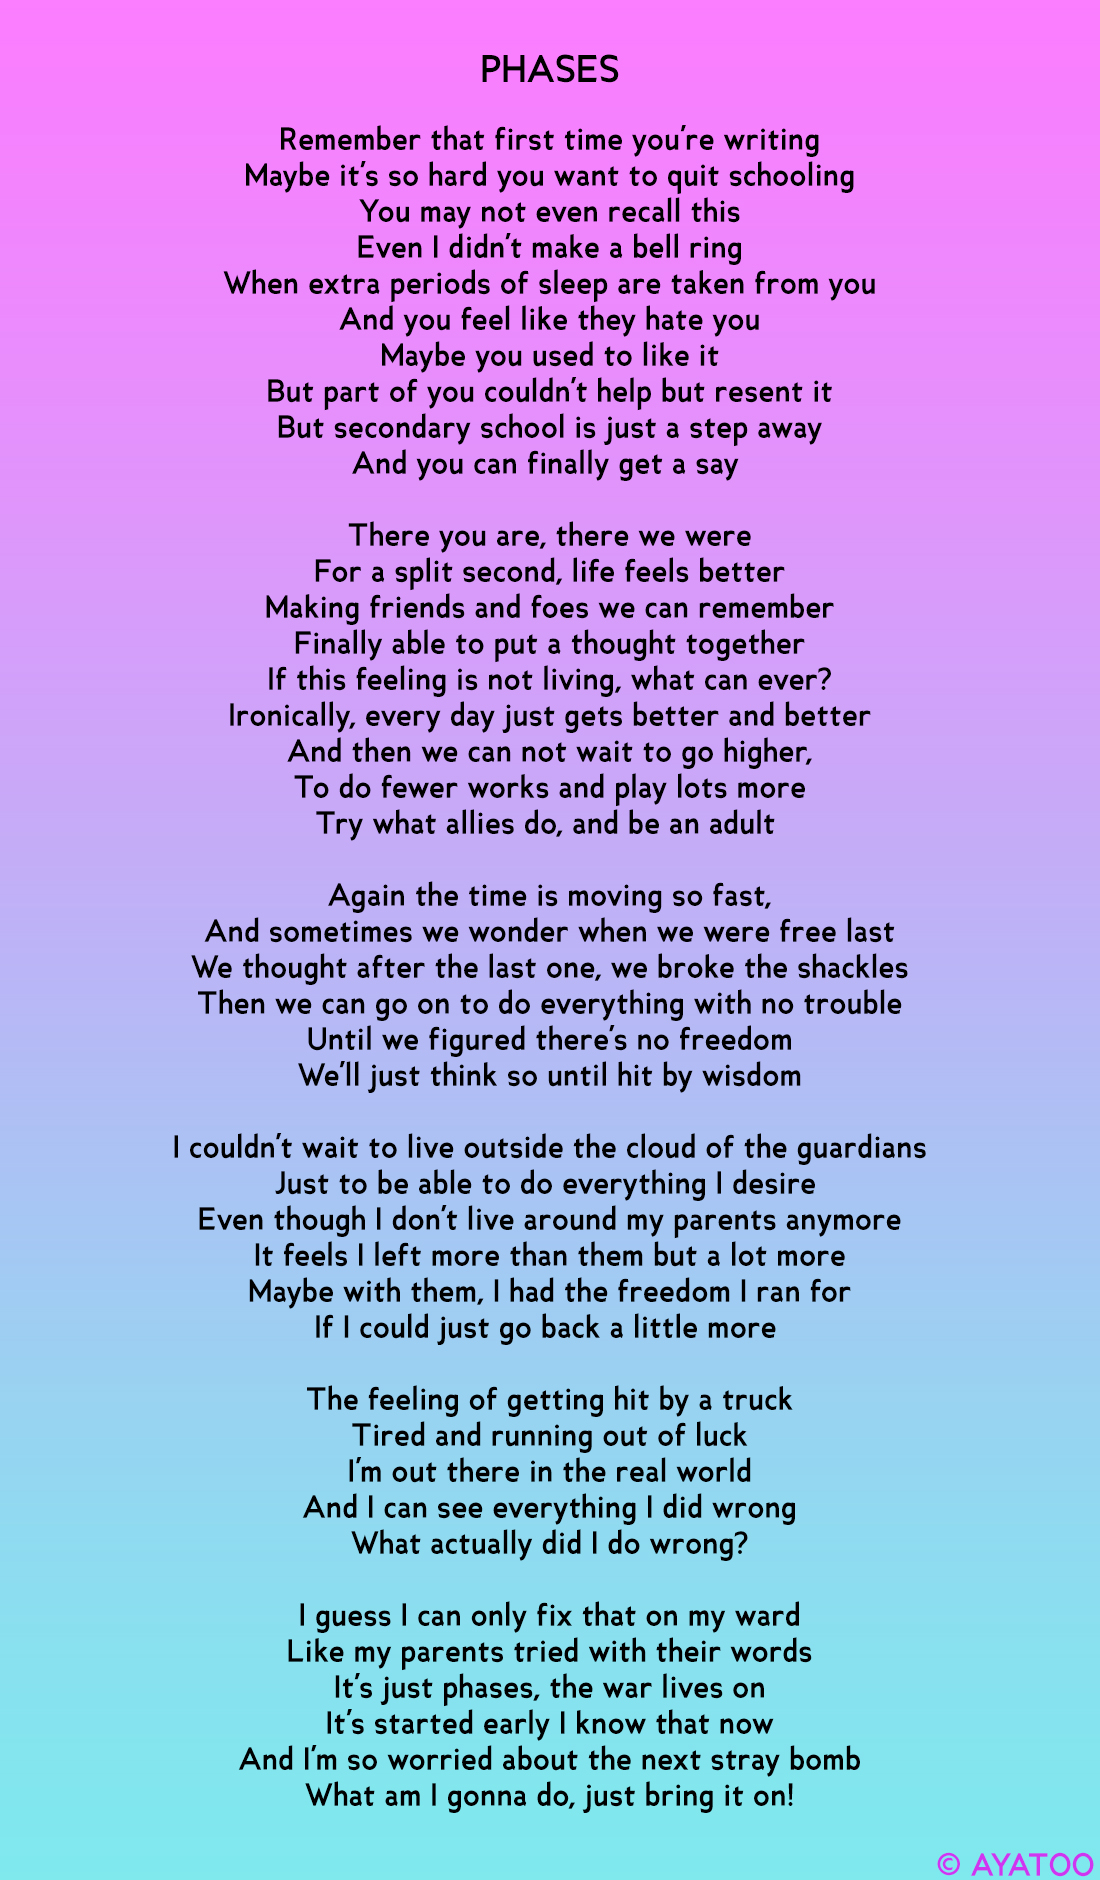 PHASES
Remember that first time you're writing
Maybe it's so hard you want to quit schooling
You may not even recall this
Even I didn't make a bell ring
When extra periods of sleep are taken from you
And you feel like they hate you
Maybe you used to like it
But part of you couldn't help but resent it
But secondary school is just a step away
And you can finally get a say
There you are, there we were
For a split second, life feels better
Making friends and foes we can remember
Finally able to put a thought together
If this feeling is not living, what can ever?
Ironically, every day just gets better and better
And then we can not wait to go higher,
To do fewer works and play lots more
Try what allies do, and be an adult
Again the time is moving so fast,
And sometimes we wonder when we were free last
We thought after the last one, we broke the shackles
Then we can go on to do everything with no trouble
Until we figured there's no freedom
We'll just think so until hit by wisdom
I couldn't wait to live outside the cloud of the guardians
Just to be able to do everything I desire
Even though I don't live around my parents anymore
It feels I left more than them but a lot more
Maybe with them, I had the freedom I ran for
If I could just go back a little more
The feeling of getting hit by a truck
Tired and running out of luck
I'm out there in the real world
And I can see everything I did wrong
What actually did I do wrong?
I guess I can only fix that on my ward
Like my parents tried with their words
It's just phases, the war lives on
It's started early I know that now
And I'm so worried about the next stray bomb
What am I gonna do, just bring it on!
© AYATOO